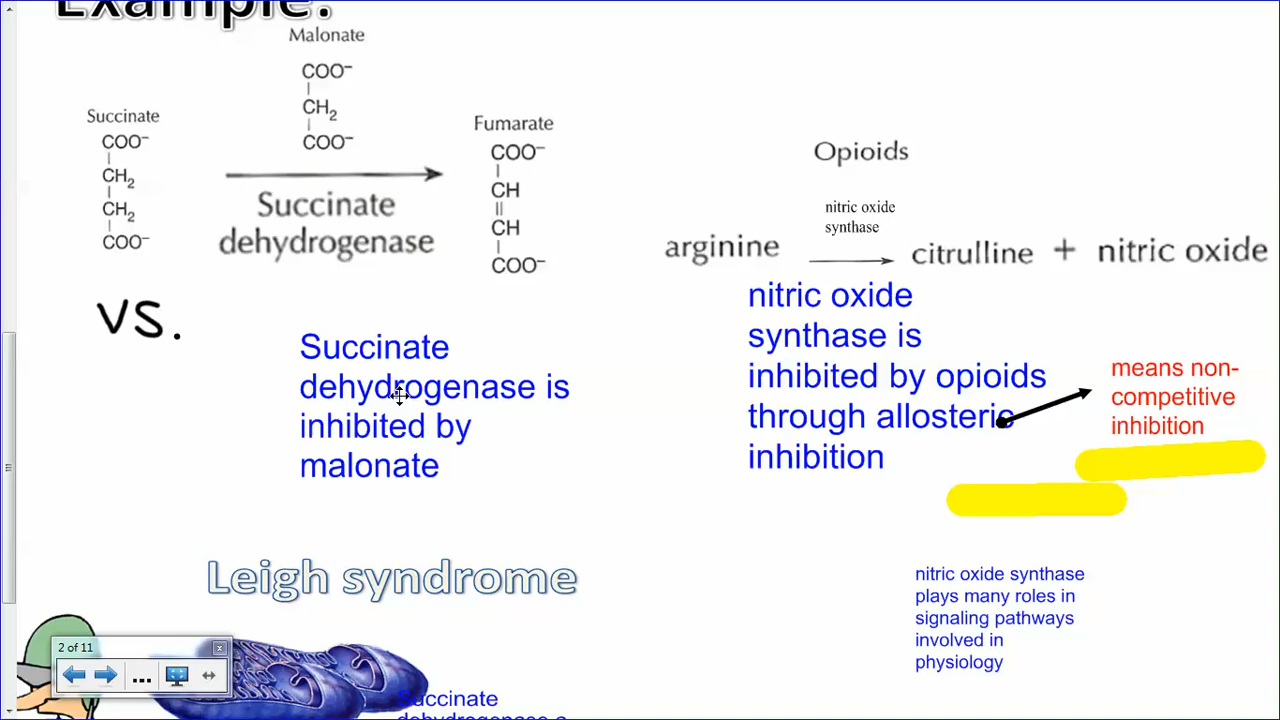 Example:
Malonate
COO⁻
CH₂
COO⁻
Succinate
COO⁻
CH₂
CH₂
COO⁻
Succinate
dehydrogenase
Fumarate
COO⁻
CH
CH
COO⁻
Opioids
nitric oxide
synthase
arginine
citrulline + nitric oxide
vs.
Succinate
dehydrogenase is
inhibited by
malonate
nitric oxide
synthase is
inhibited by opioids
through allosteric
inhibition
means non-
competitive
inhibition
Leigh syndrome
nitric oxide synthase
plays many roles in
signaling pathways
involved in
physiology
2 of 11
Succinate
dehydrogenase a